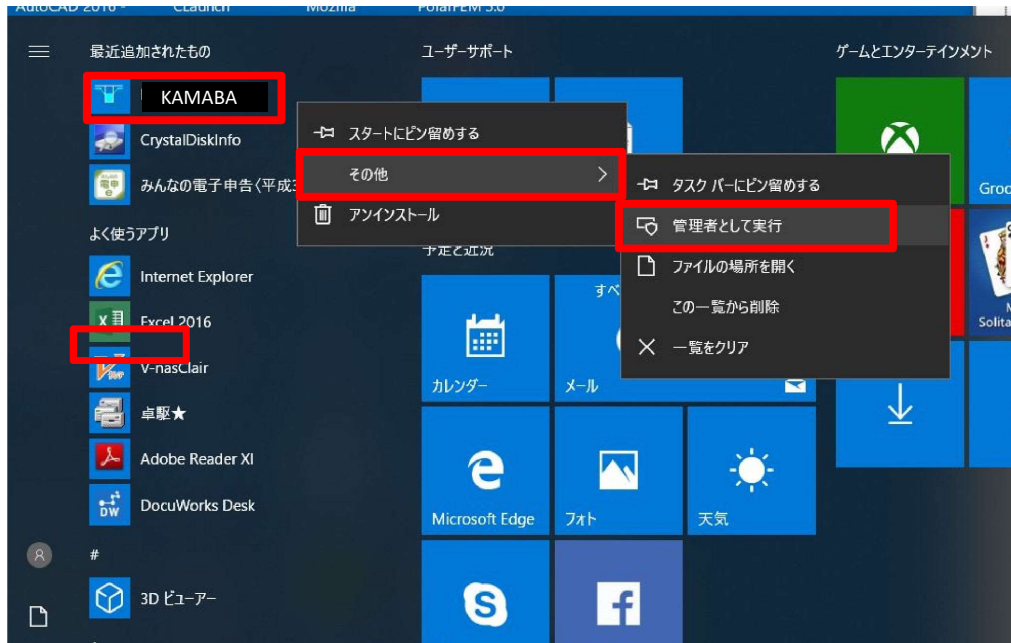 AutoCAD 2016 - CLaunch Mozilla PolarFEM 5.0
最近追加されたもの
ユーザーサポート
ゲームとエンターテインメント
KAMABA
CrystalDiskInfo
みんなの電子申告〈平成
スタートにピン留めする
その他
アンインストール
タスク バーにピン留めする
管理者として実行
ファイルの場所を開く
この一覧から削除
一覧をクリア
よく使うアプリ
予定と近況
Internet Explorer
Excel 2016
V-nasClair
卓駆★
Adobe Reader XI
DocuWorks Desk
すべ
Groo
Solita
カレンダー
メール
Microsoft Edge
フォト
天気
#
3D ビューアー